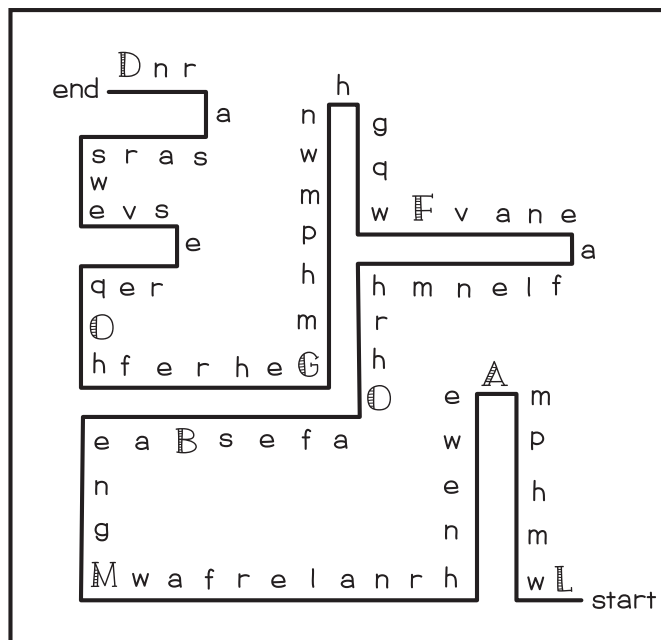 D n r
end
h
n a g
s r a s w q
w m
e v s p w F v a n e
e h a
q e r m h m n e l f
O r
h f e r h e G h A
O e m
e a B s e f a w p
n e h
g n m
M w a f r e l a n r h w L
start